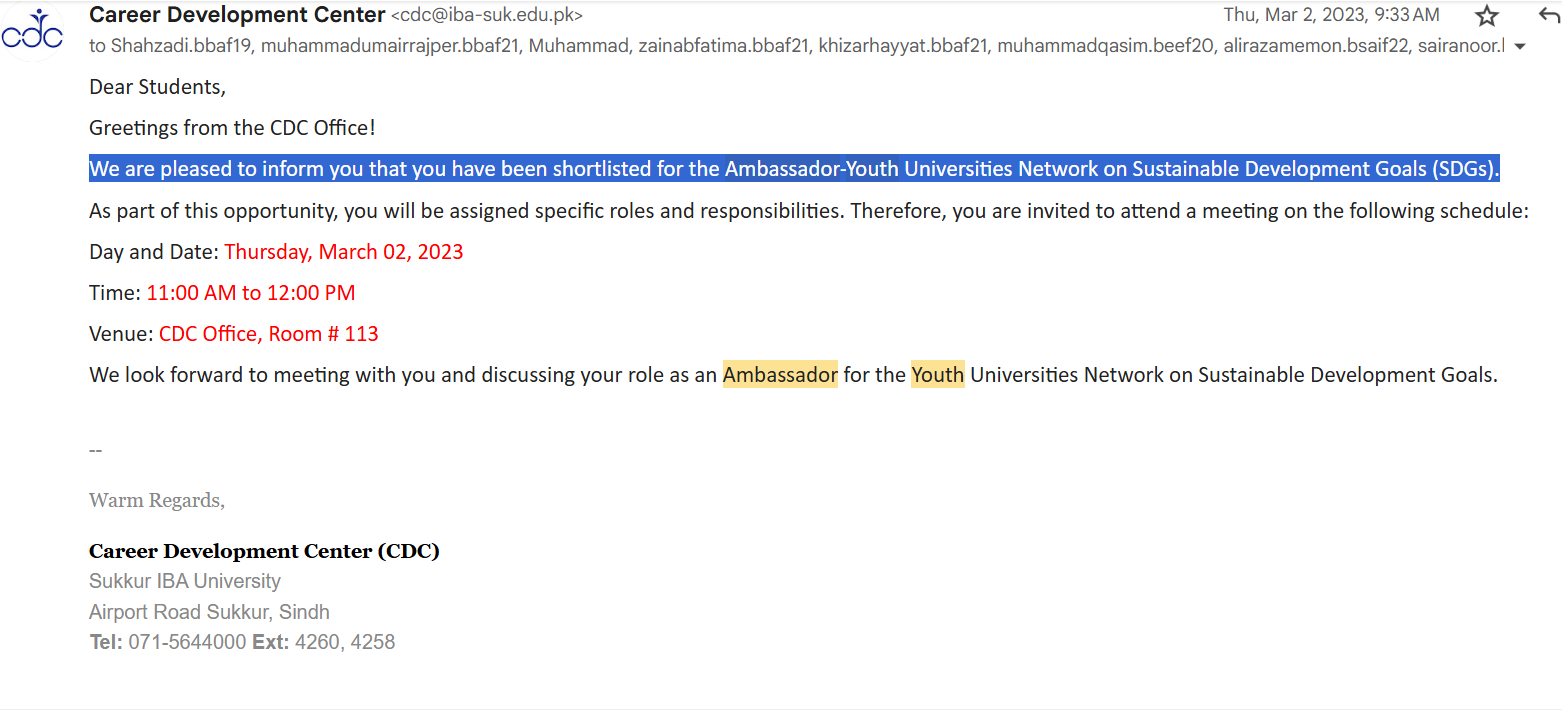 cdc
Career Development Center <cdc@iba-suk.edu.pk>
Thu, Mar 2, 2023, 9:33 AM
to Shahzadi.bbaf19, muhammadumairrajper.bbaf21, Muhammad, zainabfatima.bbaf21, khizarhayyat.bbaf21, muhammadqasim.beef20, alirazamemon.bsaif22, sairanoor.
Dear Students,
Greetings from the CDC Office!
We are pleased to inform you that you have been shortlisted for the Ambassador-Youth Universities Network on Sustainable Development Goals (SDGs).
As part of this opportunity, you will be assigned specific roles and responsibilities. Therefore, you are invited to attend a meeting on the following schedule:
Day and Date: Thursday, March 02, 2023
Time: 11:00 AM to 12:00 PM
Venue: CDC Office, Room # 113
We look forward to meeting with you and discussing your role as an Ambassador for the Youth Universities Network on Sustainable Development Goals.
--
Warm Regards,
Career Development Center (CDC)
Sukkur IBA University
Airport Road Sukkur, Sindh
Tel: 071-5644000 Ext: 4260, 4258